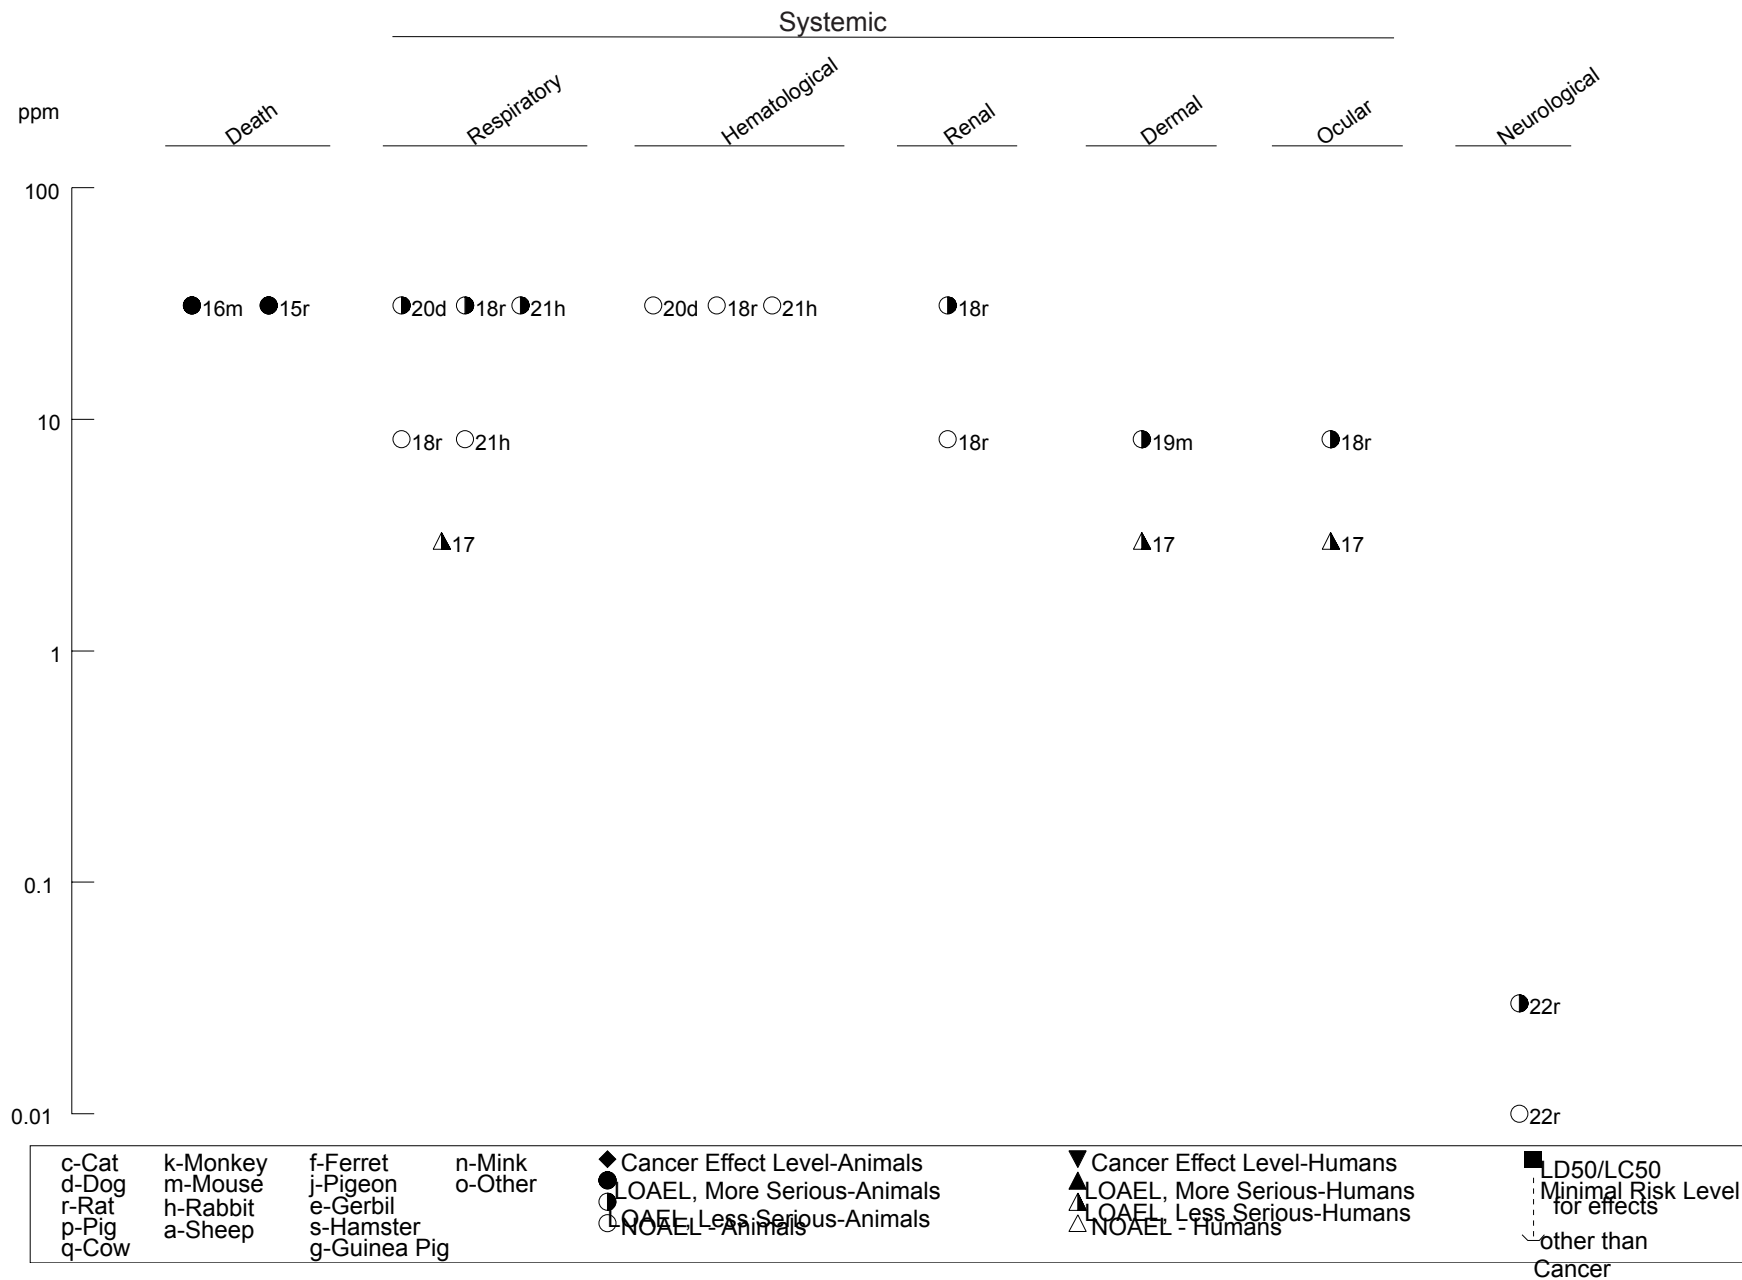 Systemic
ppm
Death
Respiratory
Hematological
Renal
Dermal
Ocular
Neurological
100
16m 15r 20d 18r 21h 20d 18r 21h 18r
10
18r 21h 18r 19m 18r
17 17 17
1
0.1
22r
0.01
22r
c-Cat
d-Dog
r-Rat
p-Pig
q-Cow
k-Monkey
m-Mouse
h-Rabbit
a-Sheep
f-Ferret
j-Pigeon
e-Gerbil
s-Hamster
g-Guinea Pig
n-Mink
o-Other
Cancer Effect Level-Animals
LOAEL, More Serious-Animals
LOAEL, Less Serious-Animals
NOAEL - Animals
Cancer Effect Level-Humans
LOAEL, More Serious-Humans
LOAEL, Less Serious-Humans
NOAEL - Humans
LD50/LC50
Minimal Risk Level
for effects
other than
Cancer